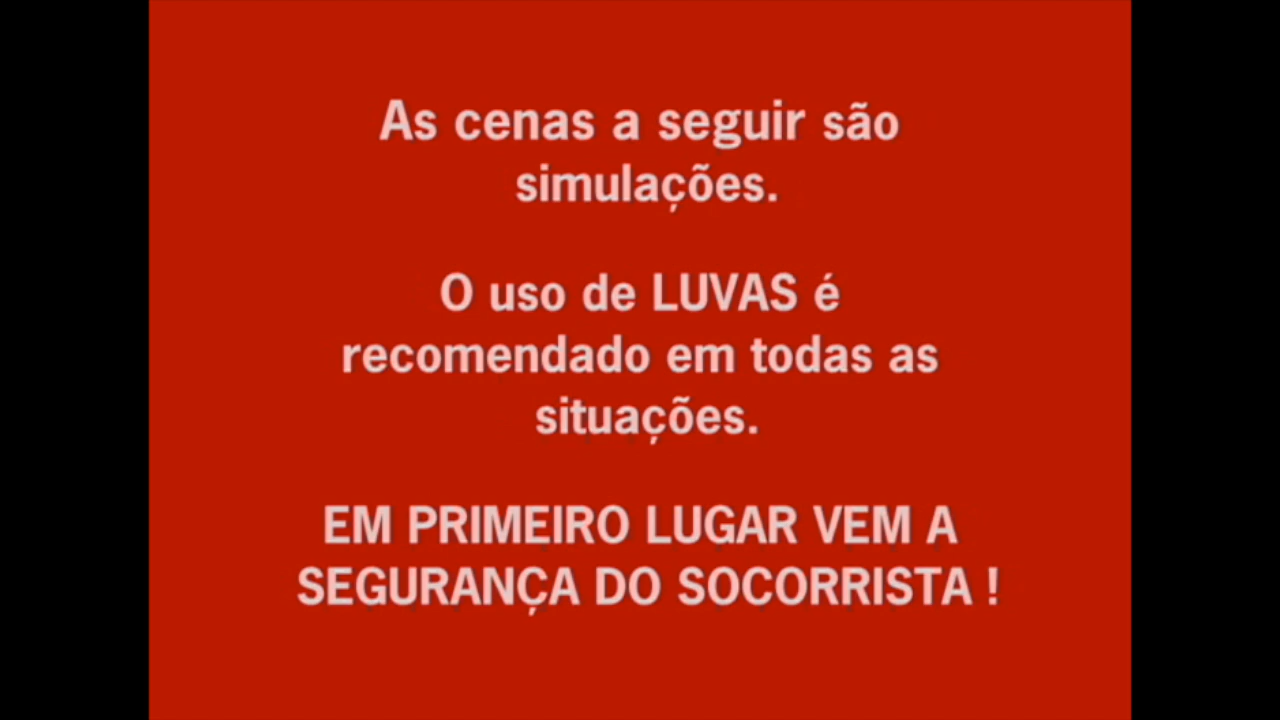 As cenas a seguir são
simulações.
O uso de LUVAS é
recomendado em todas as
situações.
EM PRIMEIRO LUGAR VEM A
SEGURANÇA DO SOCORRISTA !